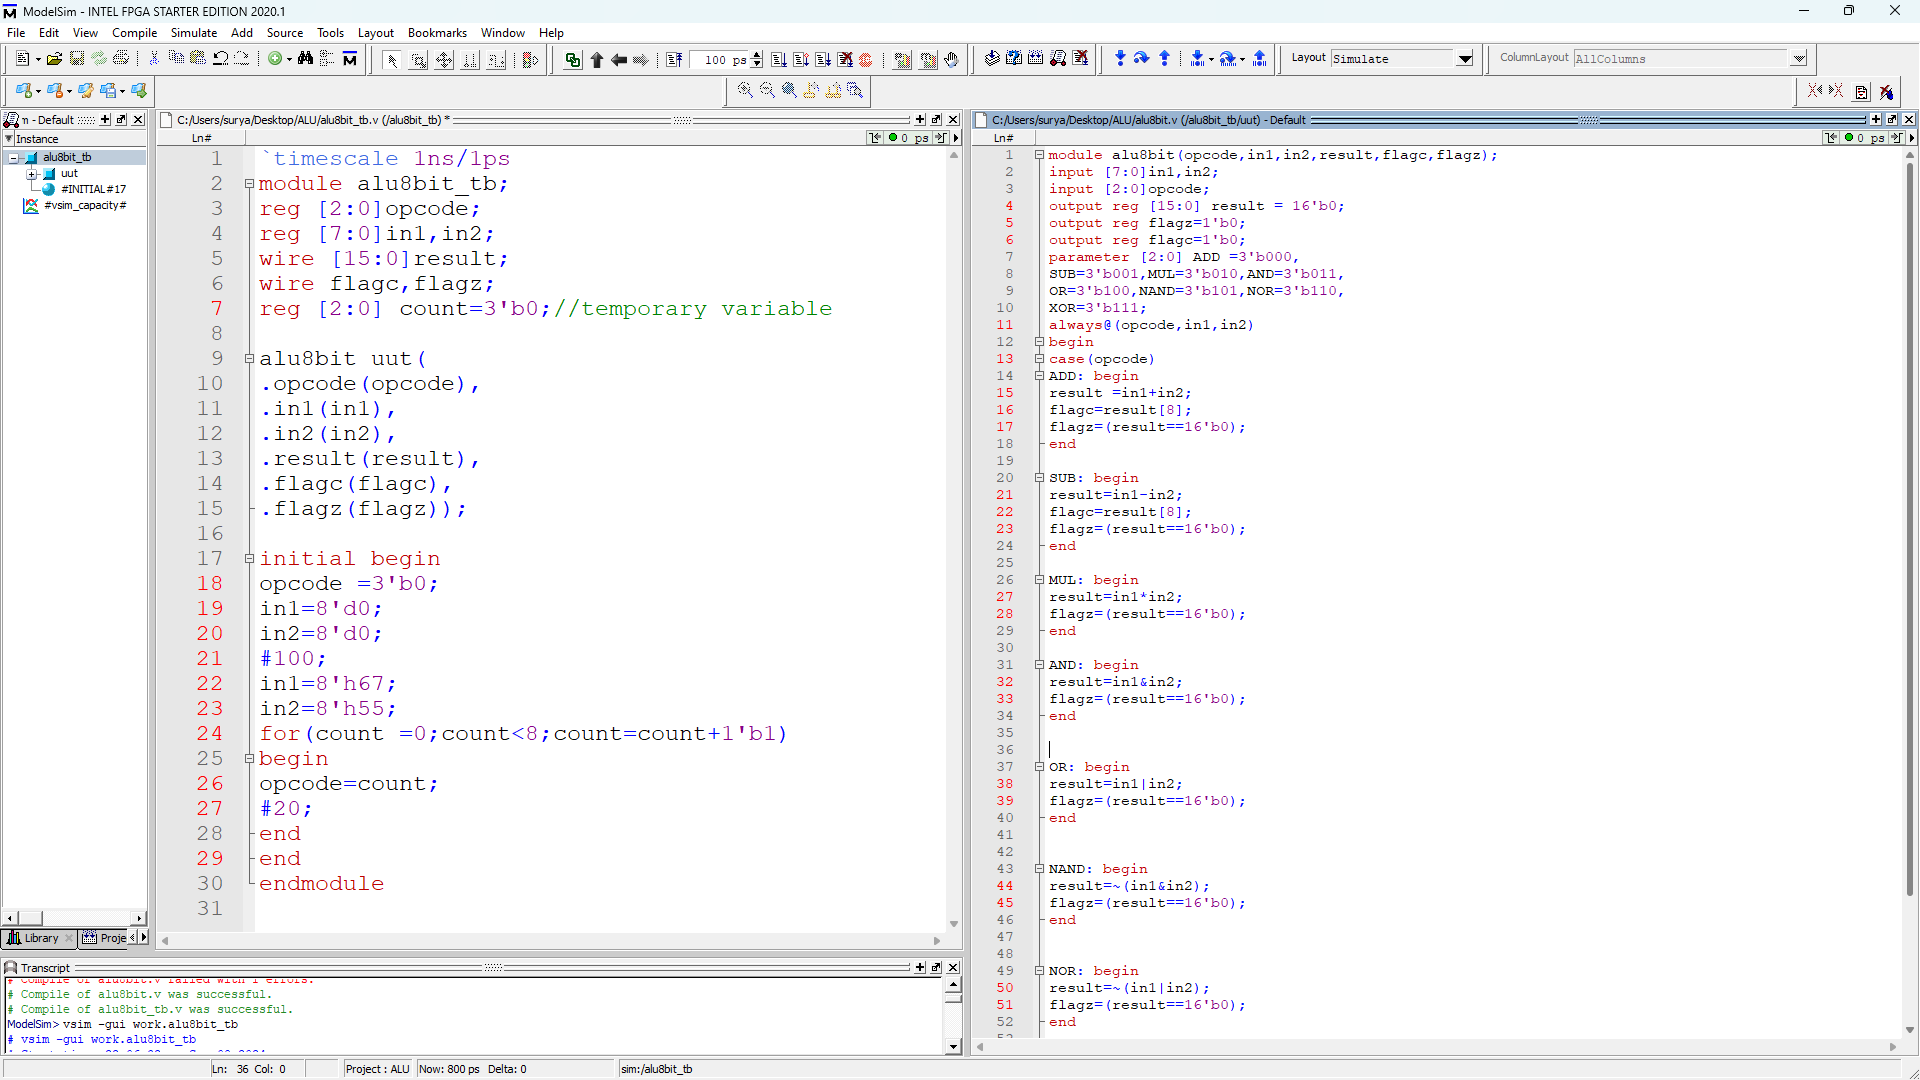 ModelSim - INTEL FPGA STARTER EDITION 2020.1
File Edit View Compile Simulate Add Source Tools Layout Bookmarks Window Help
100 ps
Layout Simulate
ColumnLayout AllColumns
- Default
Instance
alu8bit_tb
uut
#INITIAL#17
#vsim_capacity#
Library
Proje
C:/Users/surya/Desktop/ALU/alu8bit_tb.v (/alu8bit_tb) *
Ln#
0 ps
1 `timescale 1ns/1ps
2 module alu8bit_tb;
3 reg [2:0]opcode;
4 reg [7:0]in1,in2;
5 wire [15:0]result;
6 wire flagc,flagz;
7 reg [2:0] count=3'b0;//temporary variable
8
9 alu8bit uut(
10 .opcode(opcode),
11 .in1(in1),
12 .in2(in2),
13 .result(result),
14 .flagc(flagc),
15 .flagz(flagz));
16
17 initial begin
18 opcode =3'b0;
19 in1=8'd0;
20 in2=8'd0;
21 #100;
22 in1=8'h67;
23 in2=8'h55;
24 for(count =0;count<8;count=count+1'b1)
25 begin
26 opcode=count;
27 #20;
28 end
29 end
30 endmodule
31
C:/Users/surya/Desktop/ALU/alu8bit.v (/alu8bit_tb/uut) - Default
Ln#
0 ps
1 module alu8bit(opcode,in1,in2,result,flagc,flagz);
2 input [7:0]in1,in2;
3 input [2:0]opcode;
4 output reg [15:0] result = 16'b0;
5 output reg flagz=1'b0;
6 output reg flagc=1'b0;
7 parameter [2:0] ADD =3'b000,
8 SUB=3'b001,MUL=3'b010,AND=3'b011,
9 OR=3'b100,NAND=3'b101,NOR=3'b110,
10 XOR=3'b111;
11 always@(opcode,in1,in2)
12 begin
13 case(opcode)
14 ADD: begin
15 result =in1+in2;
16 flagc=result[8];
17 flagz=(result==16'b0);
18 end
19
20 SUB: begin
21 result=in1-in2;
22 flagc=result[8];
23 flagz=(result==16'b0);
24 end
25
26 MUL: begin
27 result=in1*in2;
28 flagz=(result==16'b0);
29 end
30
31 AND: begin
32 result=in1&in2;
33 flagz=(result==16'b0);
34 end
35
36
37 OR: begin
38 result=in1|in2;
39 flagz=(result==16'b0);
40 end
41
42
43 NAND: begin
44 result=~(in1&in2);
45 flagz=(result==16'b0);
46 end
47
48
49 NOR: begin
50 result=~(in1|in2);
51 flagz=(result==16'b0);
52 end
Transcript
# Compile of alu8bit.v failed with 1 errors.
# Compile of alu8bit.v was successful.
# Compile of alu8bit_tb.v was successful.
ModelSim> vsim -gui work.alu8bit_tb
# vsim -gui work.alu8bit_tb
Ln: 36 Col: 0
Project : ALU
Now: 800 ps Delta: 0
sim:/alu8bit_tb